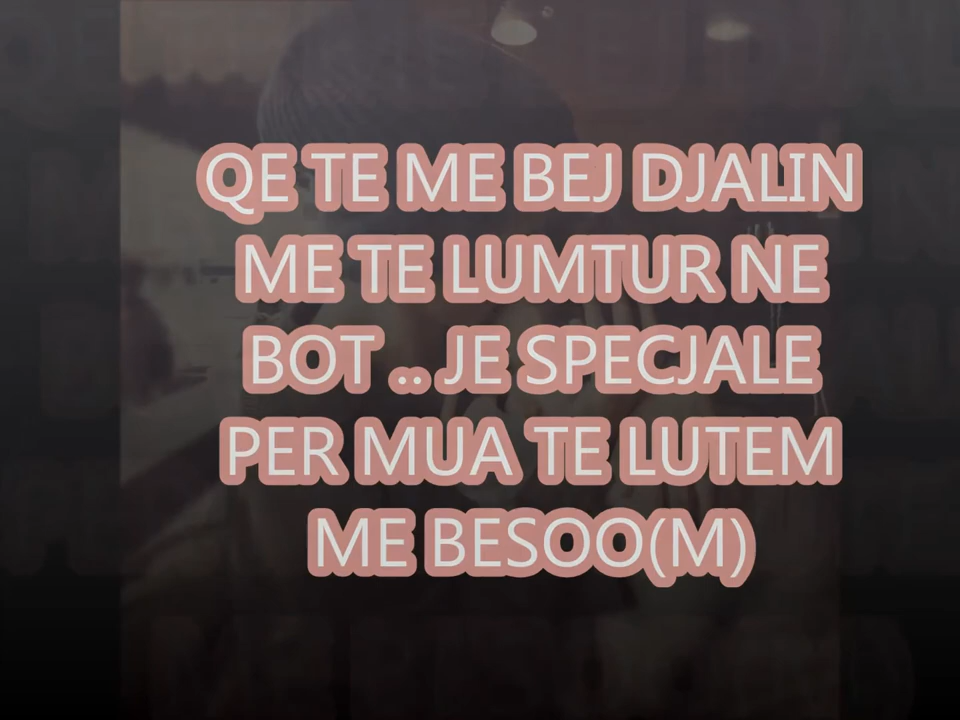 QE TE ME BEJ DJALIN
ME TE LUMTUR NE
BOT .. JE SPECJALE
PER MUA TE LUTEM
ME BESOO(M)